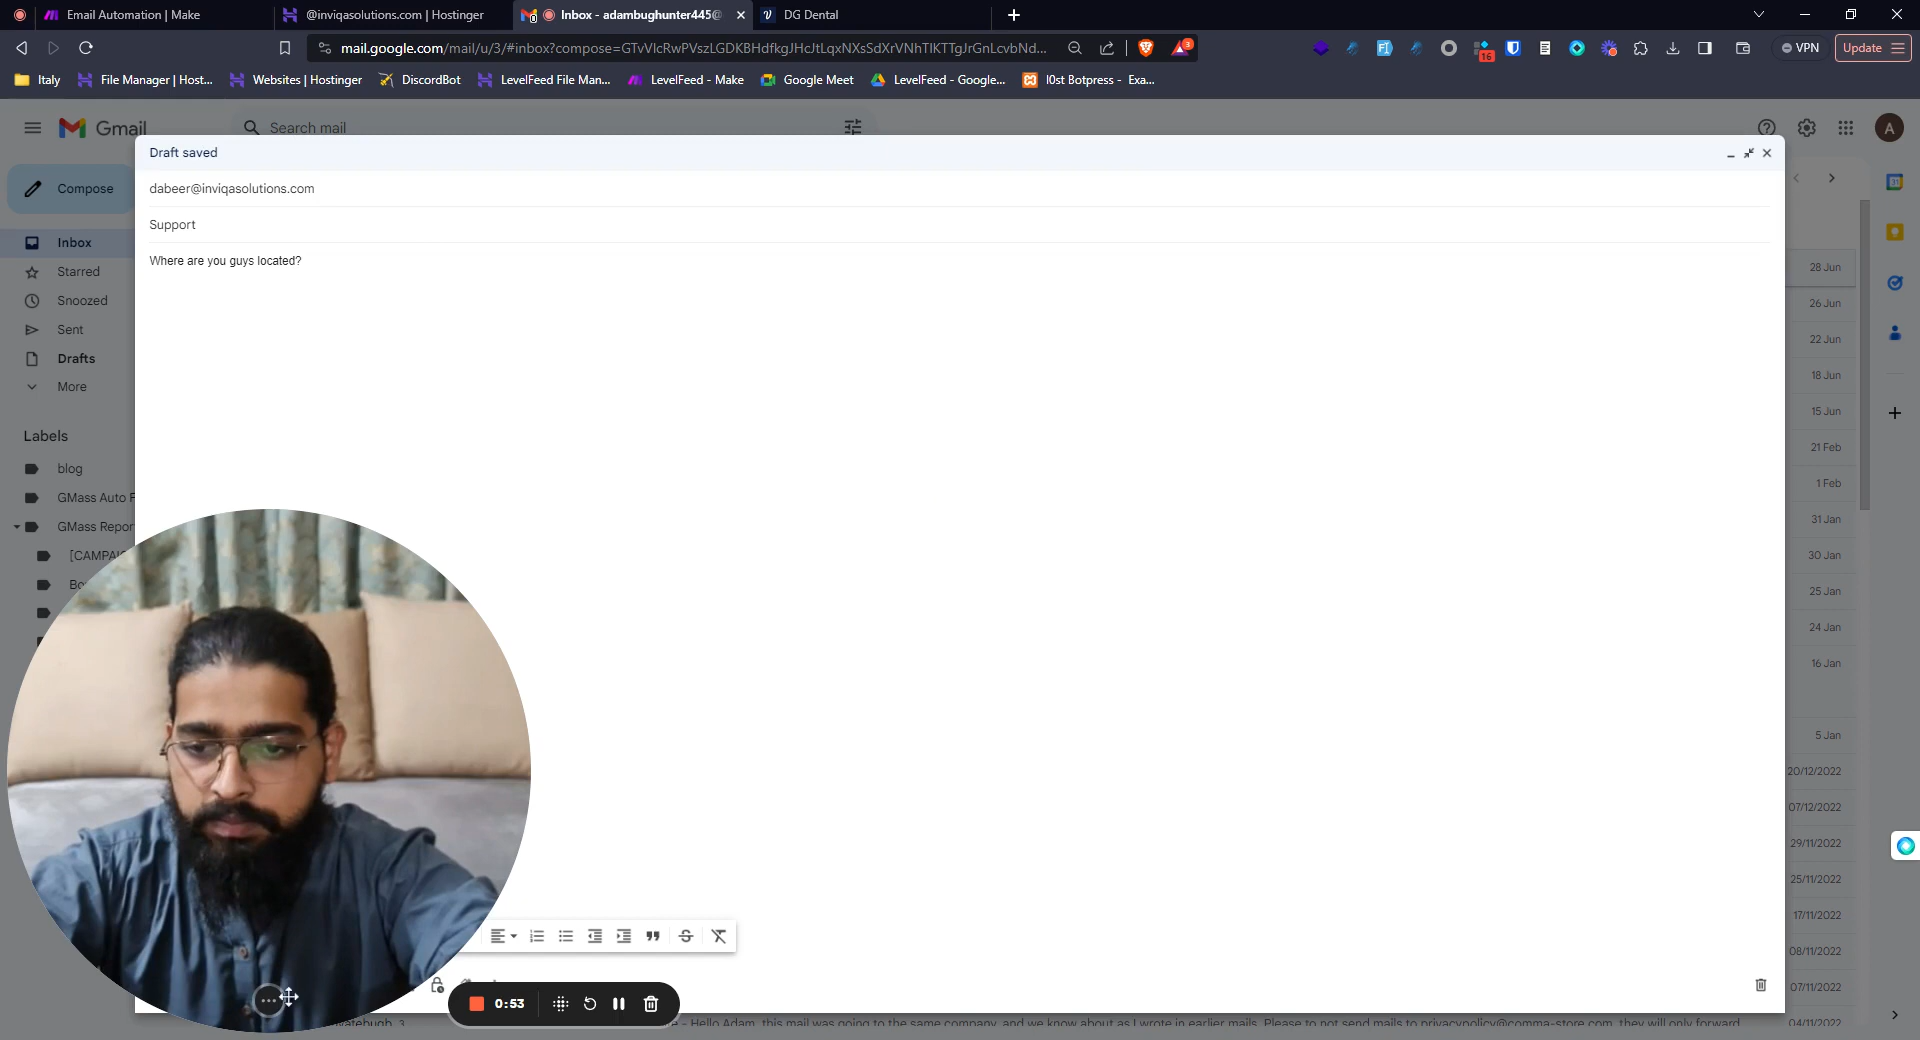 Email Automation | Make
@inviqasolutions.com | Hostinger
Inbox - adambughunter445@
DG Dental
mail.google.com/mail/u/3/#inbox?compose=GTvVlcRwPVszLGDKBHdfkgJHcJtLqxNXsSdXrVNhTlKTTgJrGnLcvbNd...
3
16
VPN
Update
Italy
File Manager | Host...
Websites | Hostinger
DiscordBot
LevelFeed File Man...
LevelFeed - Make
Google Meet
LevelFeed - Google...
l0st Botpress - Exa...
Gmail
Search mail
A
Compose
Inbox
Starred
Snoozed
Sent
Drafts
More
Labels
blog
GMass Auto F
GMass Repor
[CAMPAI
Draft saved
dabeer@inviqasolutions.com
Support
Where are you guys located?
28 Jun
26 Jun
22 Jun
18 Jun
15 Jun
21 Feb
1 Feb
31 Jan
30 Jan
25 Jan
24 Jan
16 Jan
5 Jan
20/12/2022
07/12/2022
29/11/2022
25/11/2022
17/11/2022
08/11/2022
07/11/2022
04/11/2022
31
0:53
- Hello Adam, this mail was going to the same company, and we know about as I wrote in earlier mails. Please to not send mails to privacypolicy@comma-store.com, they will only forward